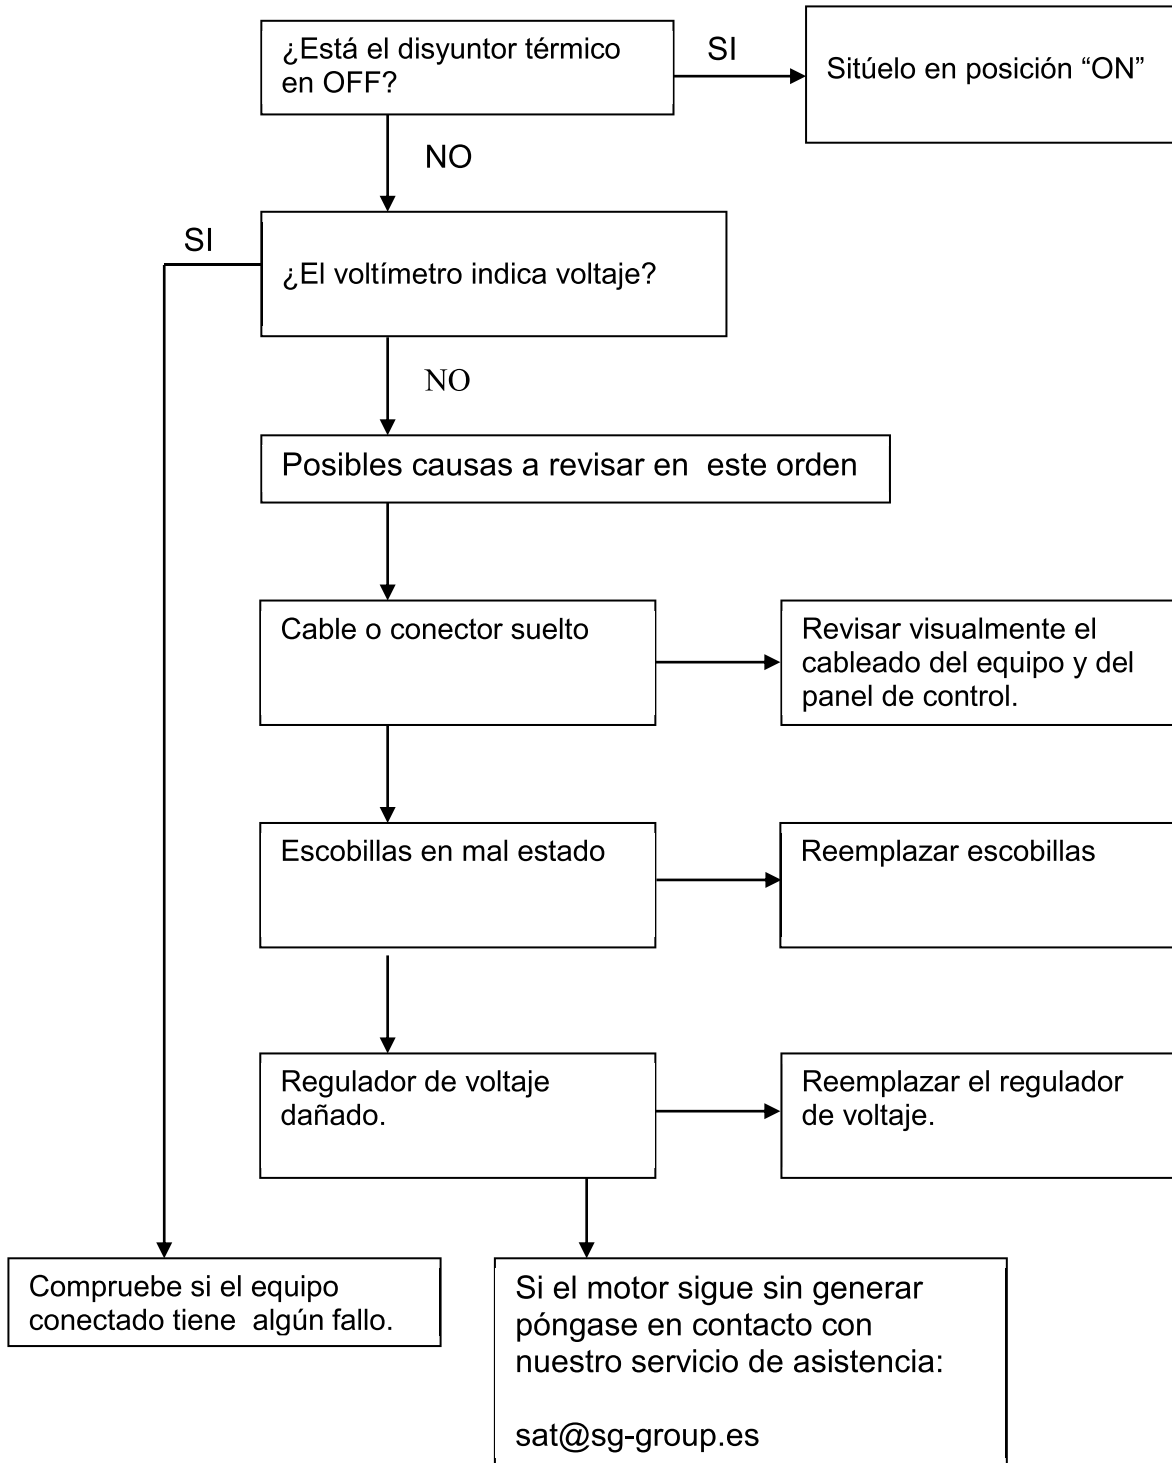 ¿Está el disyuntor térmico
en OFF?
SI
Sitúelo en posición “ON”
NO
SI
¿El voltímetro indica voltaje?
NO
Posibles causas a revisar en este orden
Cable o conector suelto
Revisar visualmente el
cableado del equipo y del
panel de control.
Escobillas en mal estado
Reemplazar escobillas
Regulador de voltaje
dañado.
Reemplazar el regulador
de voltaje.
Compruebe si el equipo
conectado tiene algún fallo.
Si el motor sigue sin generar
póngase en contacto con
nuestro servicio de asistencia:
sat@sg-group.es